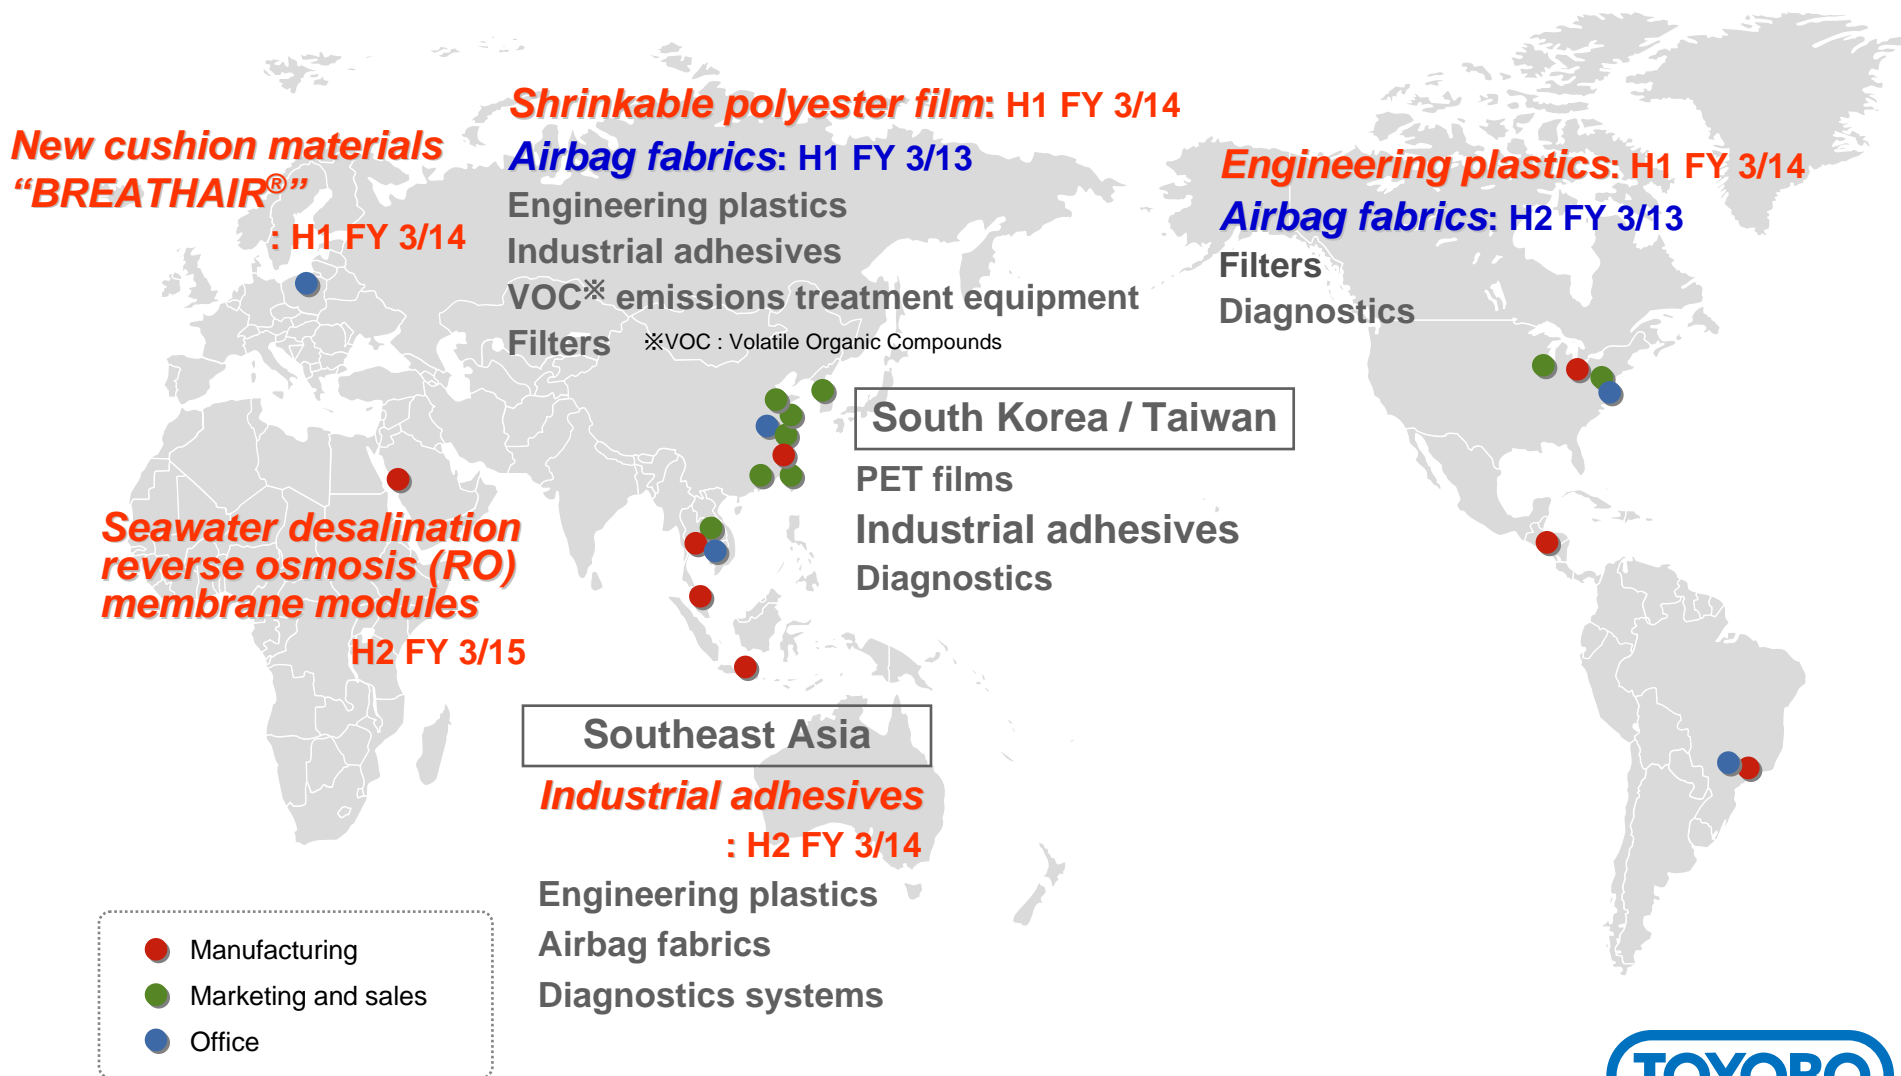 New cushion materials
“BREATHAIR®”
: H1 FY 3/14
Shrinkable polyester film: H1 FY 3/14
Airbag fabrics: H1 FY 3/13
Engineering plastics
Industrial adhesives
VOC※ emissions treatment equipment
Filters ※VOC : Volatile Organic Compounds
Engineering plastics: H1 FY 3/14
Airbag fabrics: H2 FY 3/13
Filters
Diagnostics
South Korea / Taiwan
PET films
Industrial adhesives
Diagnostics
Seawater desalination
reverse osmosis (RO)
membrane modules
H2 FY 3/15
Southeast Asia
Industrial adhesives
: H2 FY 3/14
Engineering plastics
Airbag fabrics
Diagnostics systems
Manufacturing
Marketing and sales
Office
TOYOBO